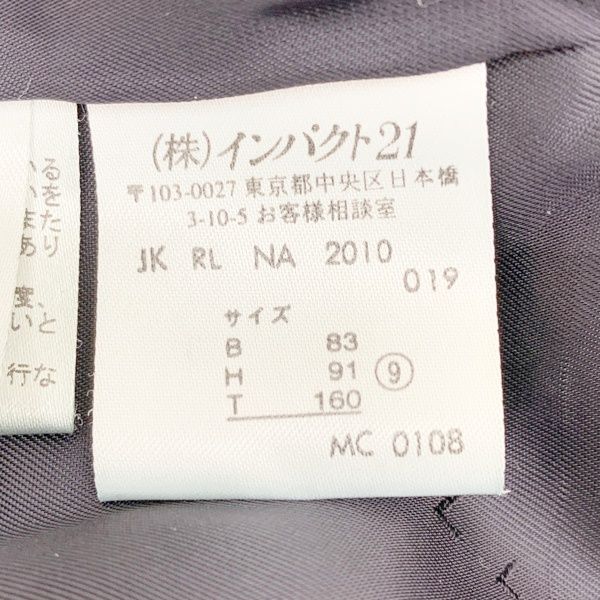 (株)インパクト21
〒103-0027 東京都中央区日本橋
3-10-5 お客様相談室
JK RL NA 2010
019
サイズ
B 83
H 91 ⑨
T 160
MC 0108
る
をた
り
度、
いと
行な